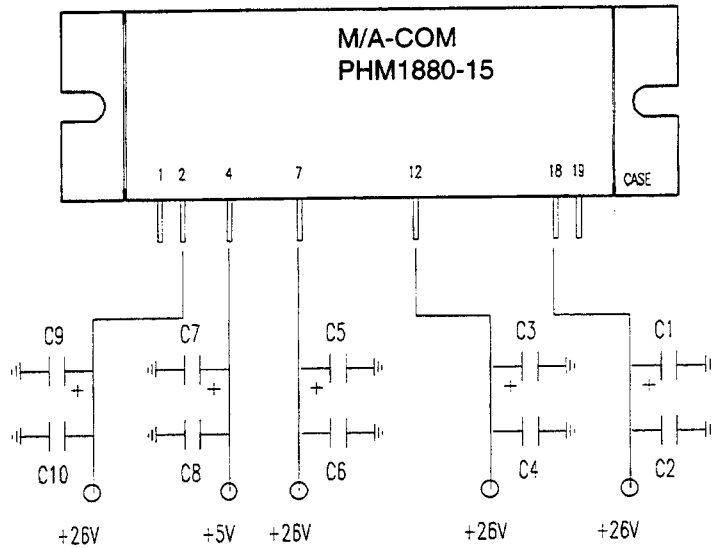 M/A-COM
PHM1880-15
1 2 4 7 12 18 19 CASE
C9 C7 C5 C3 C1
+ + + + +
C10 C8 C6 C4 C2
+26V +5V +26V +26V +26V